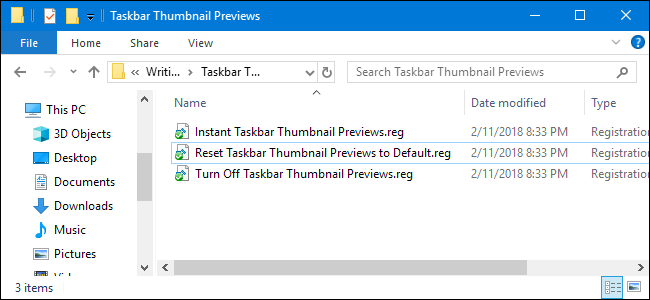 Taskbar Thumbnail Previews
File Home Share View
« Writi... Taskbar T... Search Taskbar Thumbnail Previews
This PC
3D Objects
Desktop
Documents
Downloads
Music
Pictures
Name Date modified Type
Instant Taskbar Thumbnail Previews.reg 2/11/2018 8:33 PM Registration
Reset Taskbar Thumbnail Previews to Default.reg 2/11/2018 8:33 PM Registration
Turn Off Taskbar Thumbnail Previews.reg 2/11/2018 8:33 PM Registration
3 items